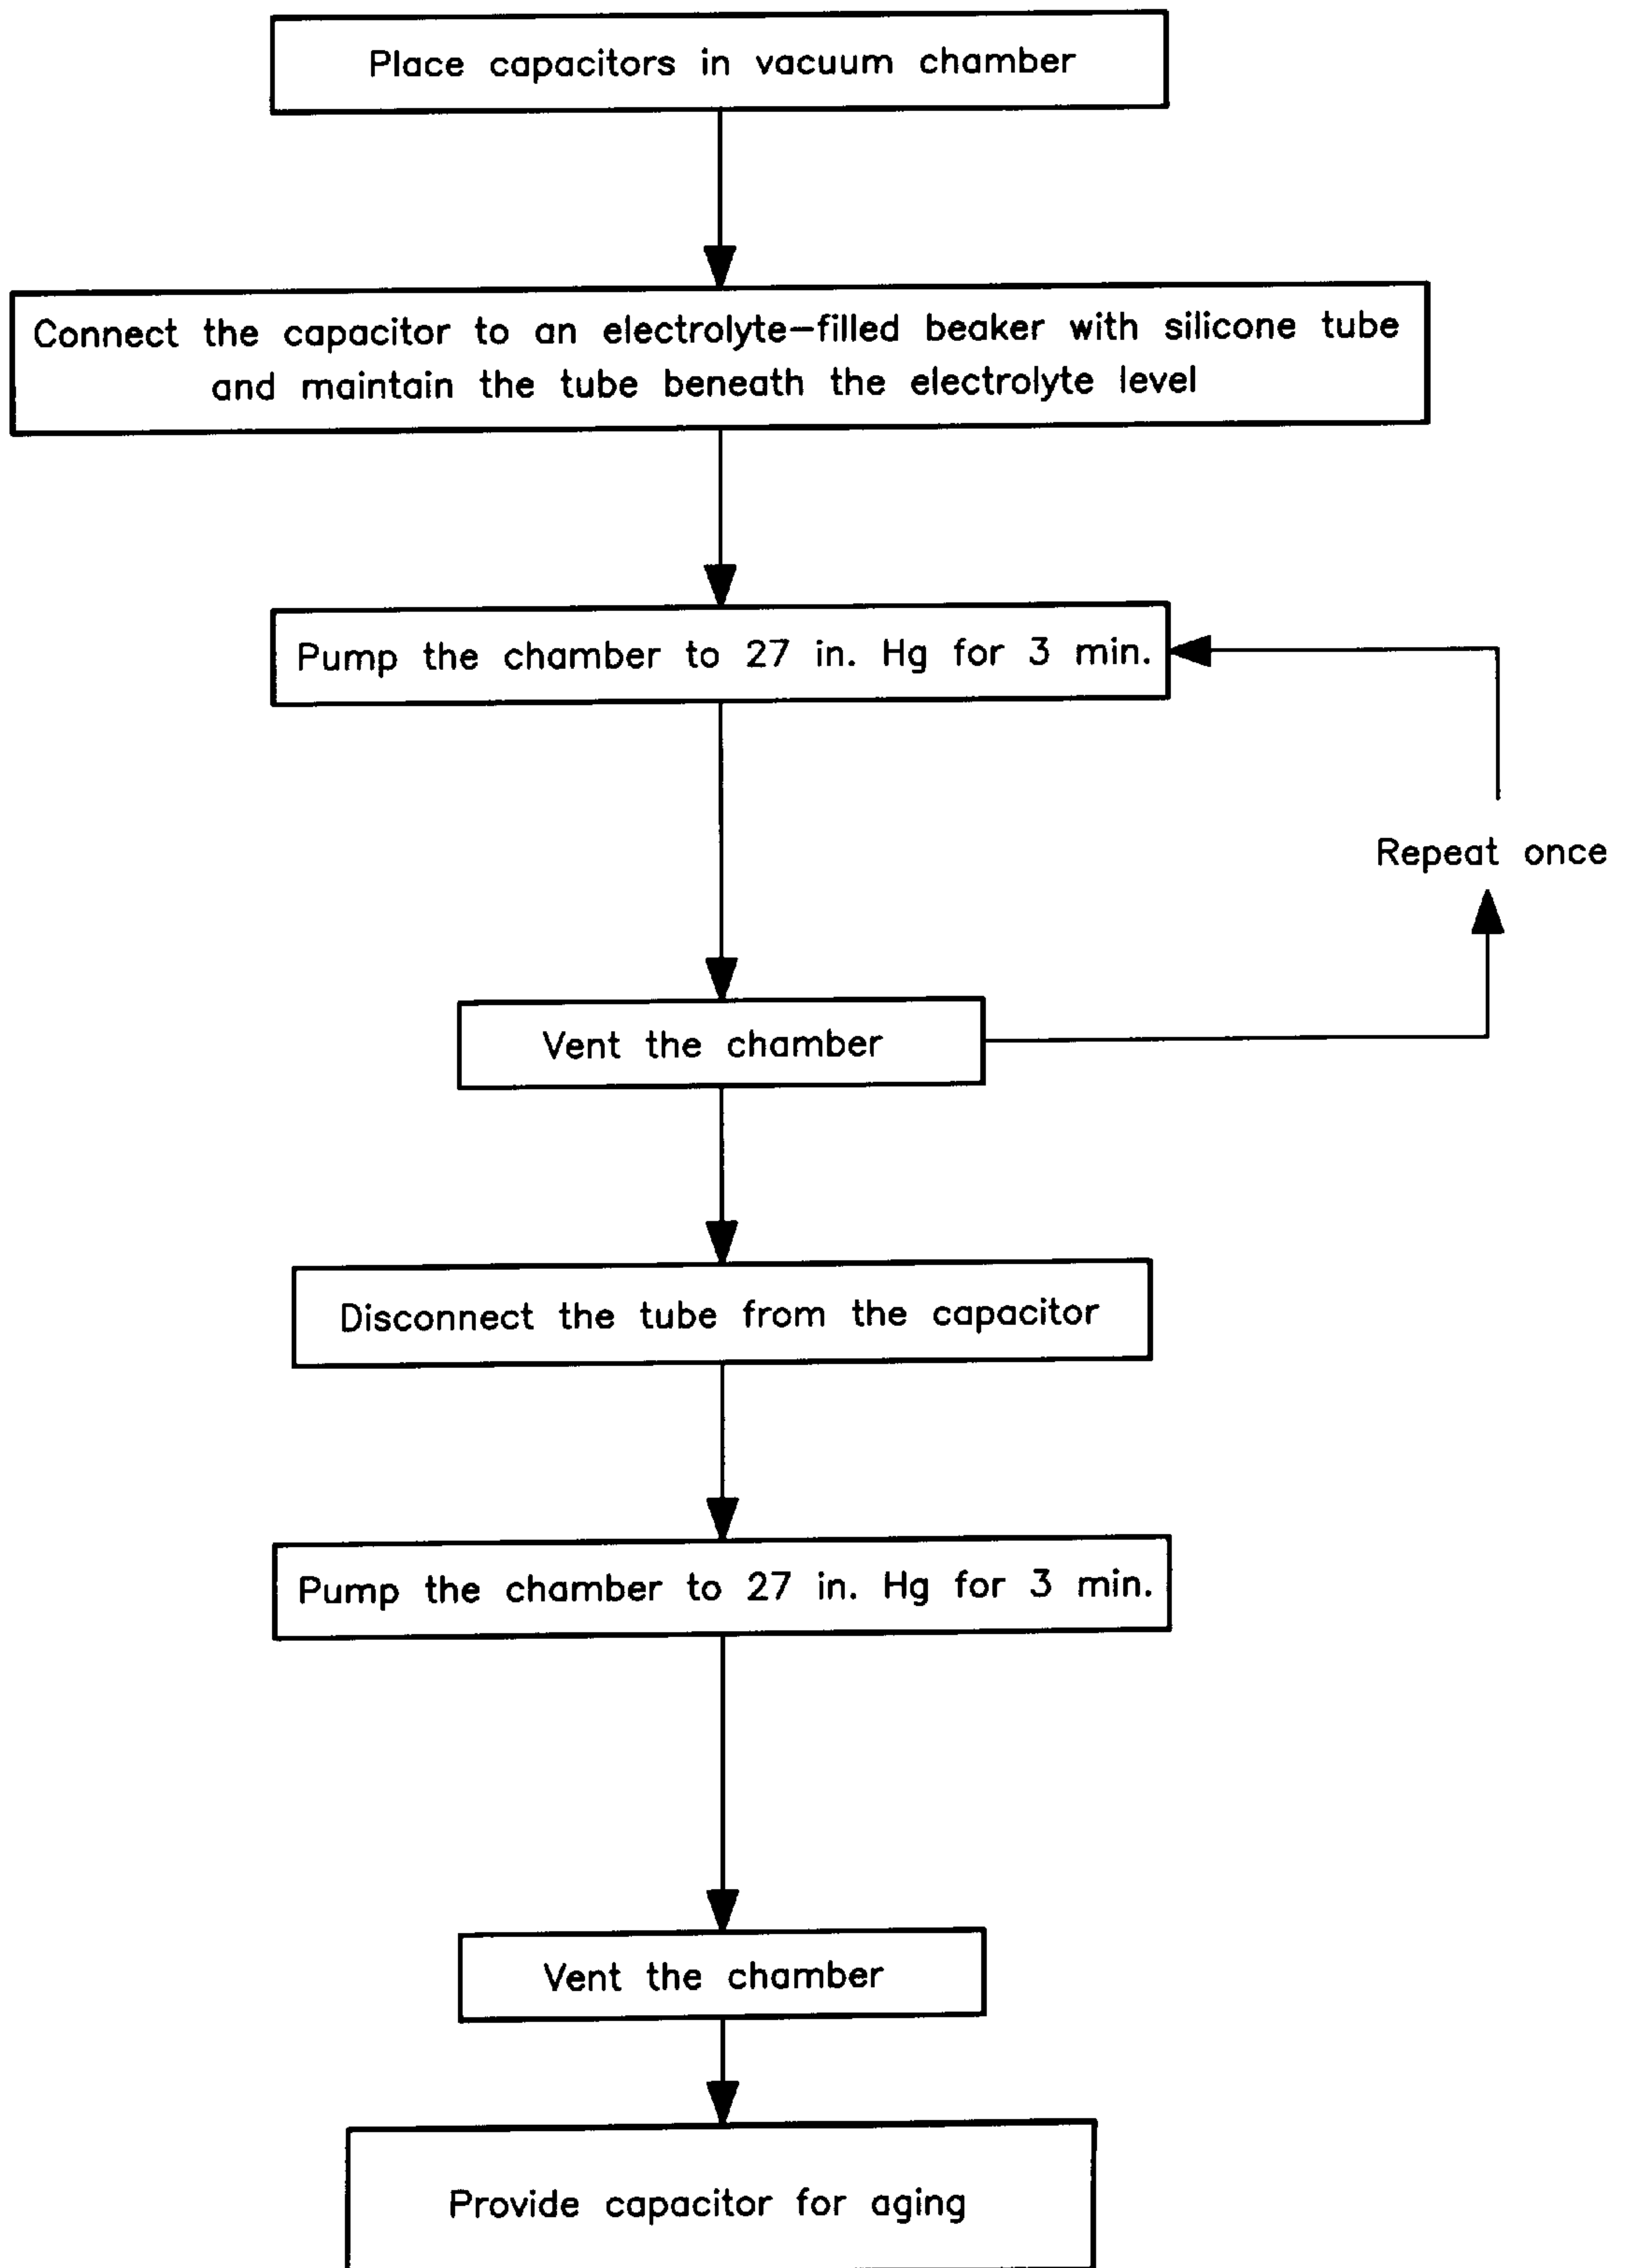 Place capacitors in vacuum chamber
Connect the capacitor to an electrolyte-filled beaker with silicone tube
and maintain the tube beneath the electrolyte level
Pump the chamber to 27 in. Hg for 3 min.
Repeat once
Vent the chamber
Disconnect the tube from the capacitor
Pump the chamber to 27 in. Hg for 3 min.
Vent the chamber
Provide capacitor for aging